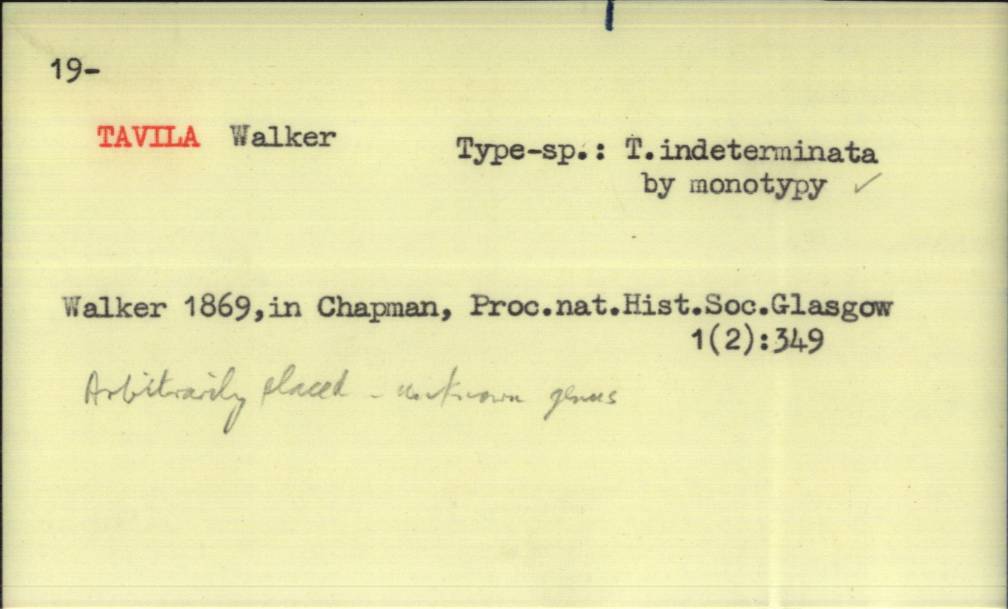 19-
TAVILA Walker
Type-sp.: T.indeterminata
by monotypy ✓
Walker 1869,in Chapman, Proc.nat.Hist.Soc.Glasgow
1(2):349
Arbitrarily placed - unknown genus